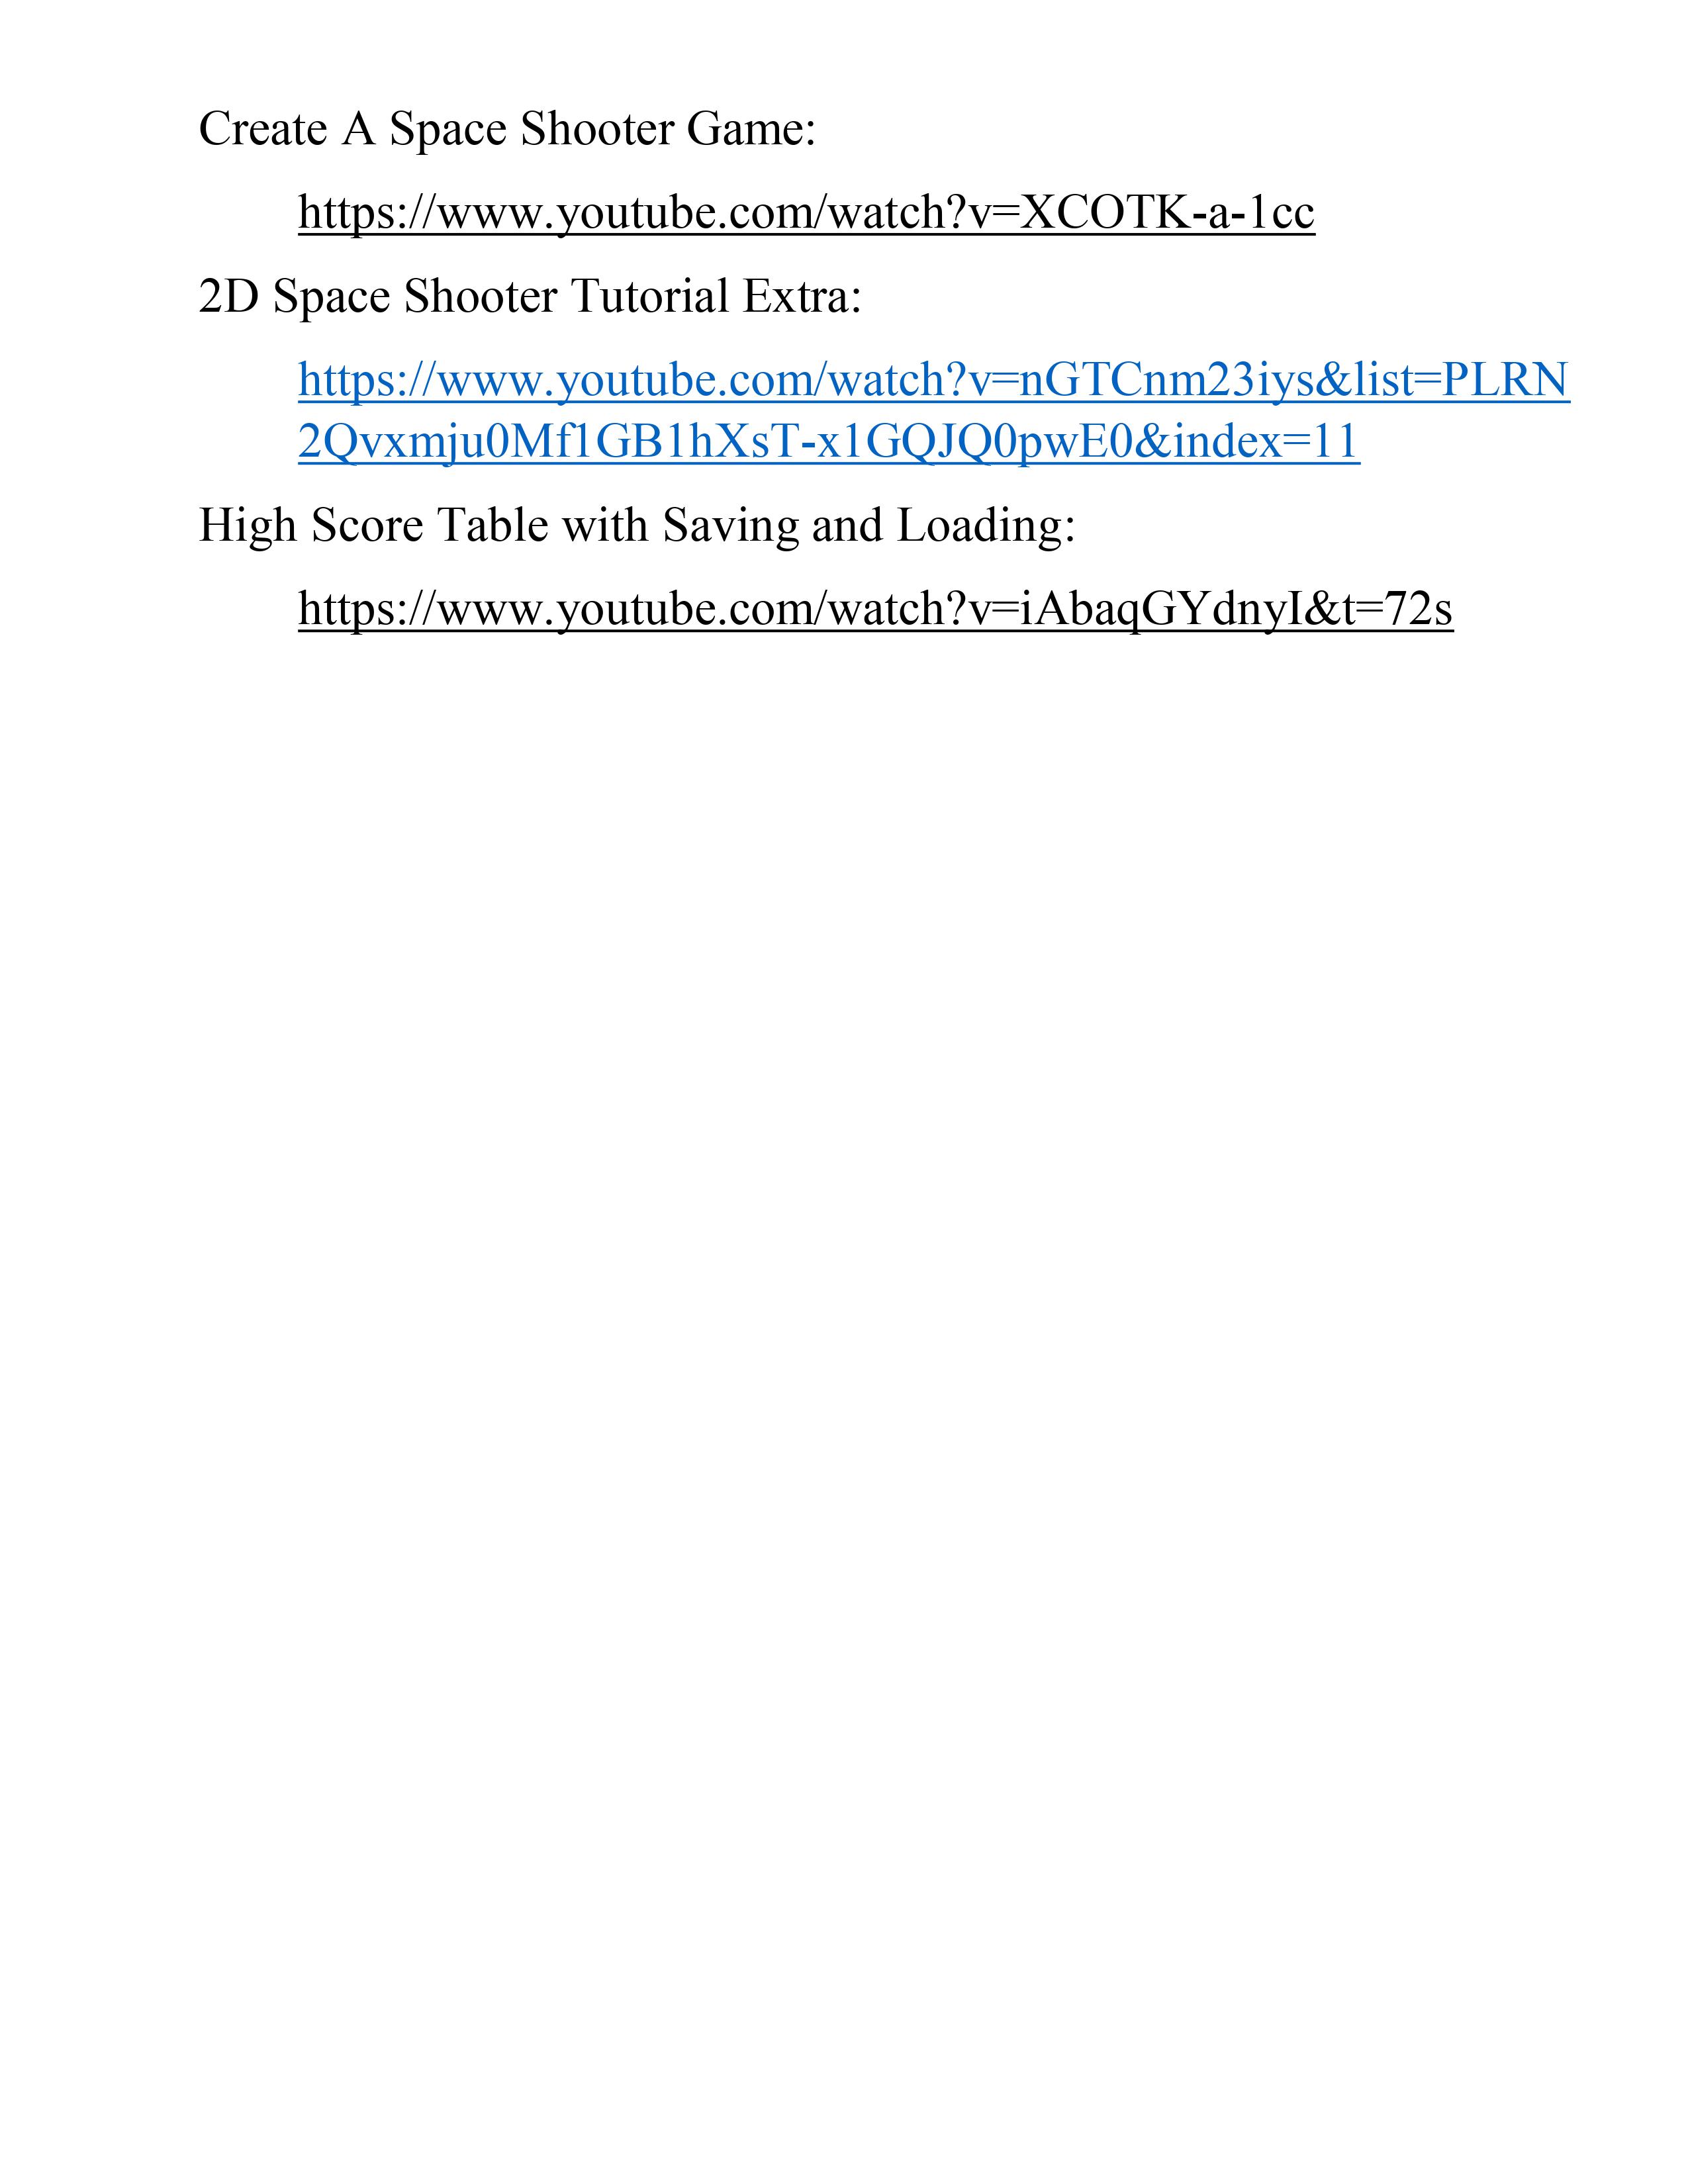 Create A Space Shooter Game:
https://www.youtube.com/watch?v=XCOTK-a-1cc
2D Space Shooter Tutorial Extra:
https://www.youtube.com/watch?v=nGTCnm23iys&list=PLRN
2Qvxmju0Mf1GB1hXsT-x1GQJQ0pwE0&index=11
High Score Table with Saving and Loading:
https://www.youtube.com/watch?v=iAbaqGYdnyI&t=72s